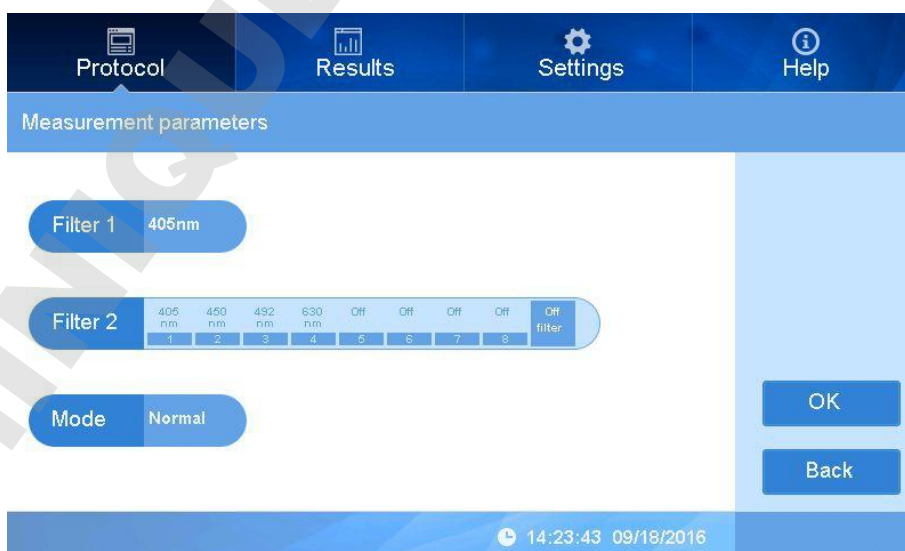 Protocol Results Settings Help
Measurement parameters
Filter 1 405nm
Filter 2 405 nm 1 450 nm 2 492 nm 3 630 nm 4 Off 5 Off 6 Off 7 Off 8 Off filter
Mode Normal
OK
Back
14:23:43 09/18/2016